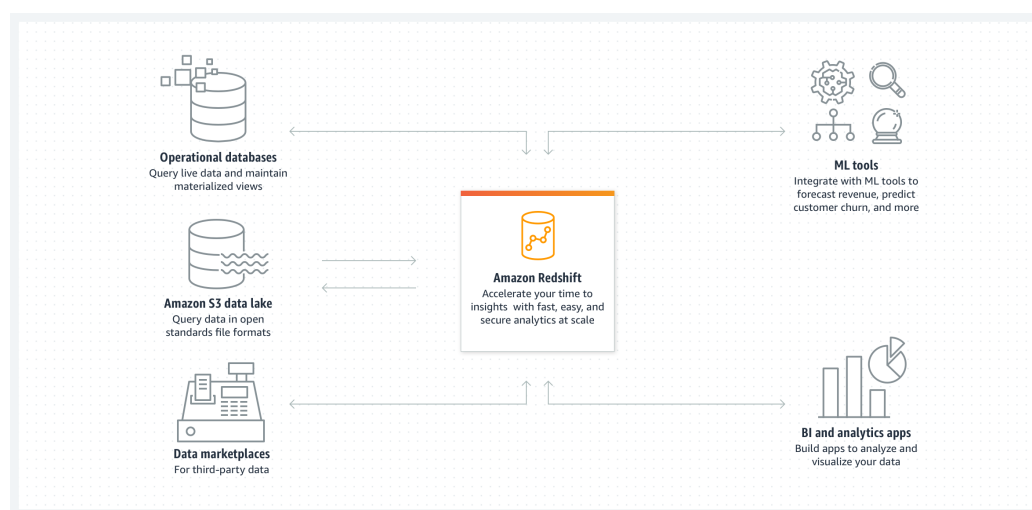 Operational databases
Query live data and maintain
materialized views
Amazon S3 data lake
Query data in open
standards file formats
Data marketplaces
For third-party data
Amazon Redshift
Accelerate your time to
insights with fast, easy, and
secure analytics at scale
ML tools
Integrate with ML tools to
forecast revenue, predict
customer churn, and more
BI and analytics apps
Build apps to analyze and
visualize your data